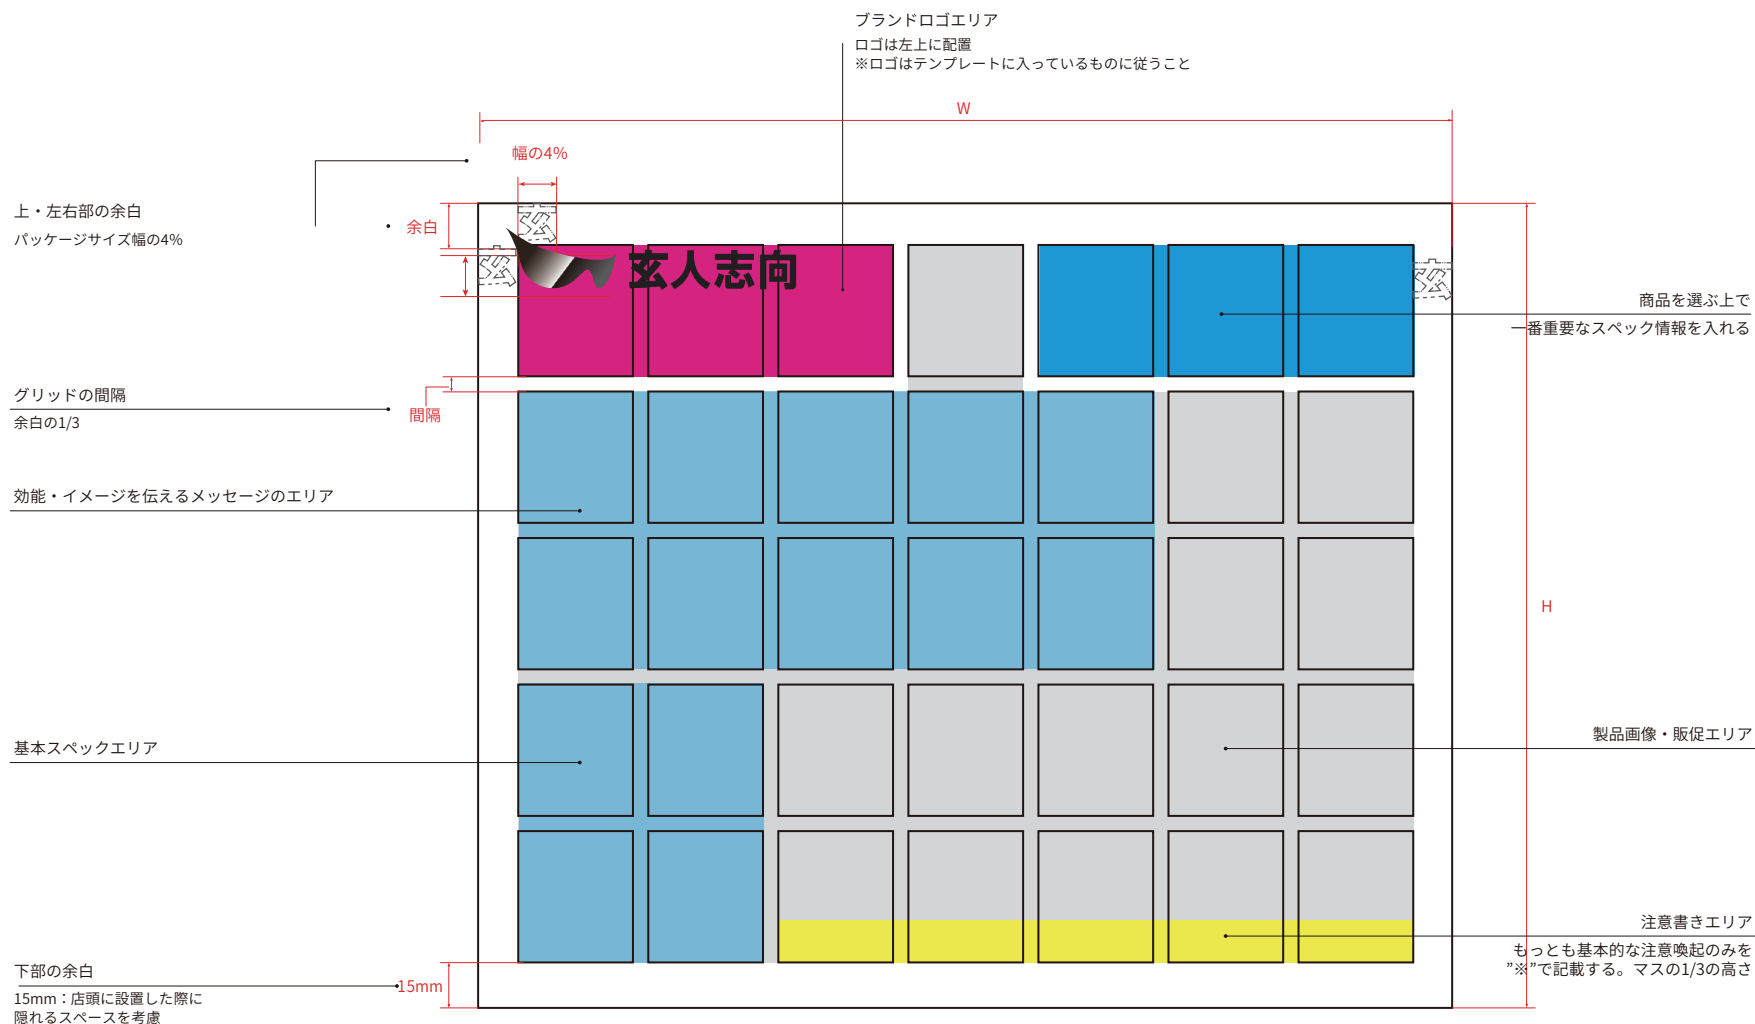 ブランドロゴエリア
ロゴは左上に配置
※ロゴはテンプレートに入っているものに従うこと
W
幅の4%
上・左右部の余白
パッケージサイズ幅の4%
余白
玄人志向
商品を選ぶ上で
一番重要なスペック情報を入れる
グリッドの間隔
余白の1/3
間隔
効能・イメージを伝えるメッセージのエリア
H
基本スペックエリア
製品画像・販促エリア
注意書きエリア
もっとも基本的な注意喚起のみを
”※”で記載する。マスの1/3の高さ
下部の余白
15mm：店頭に設置した際に
隠れるスペースを考慮
15mm